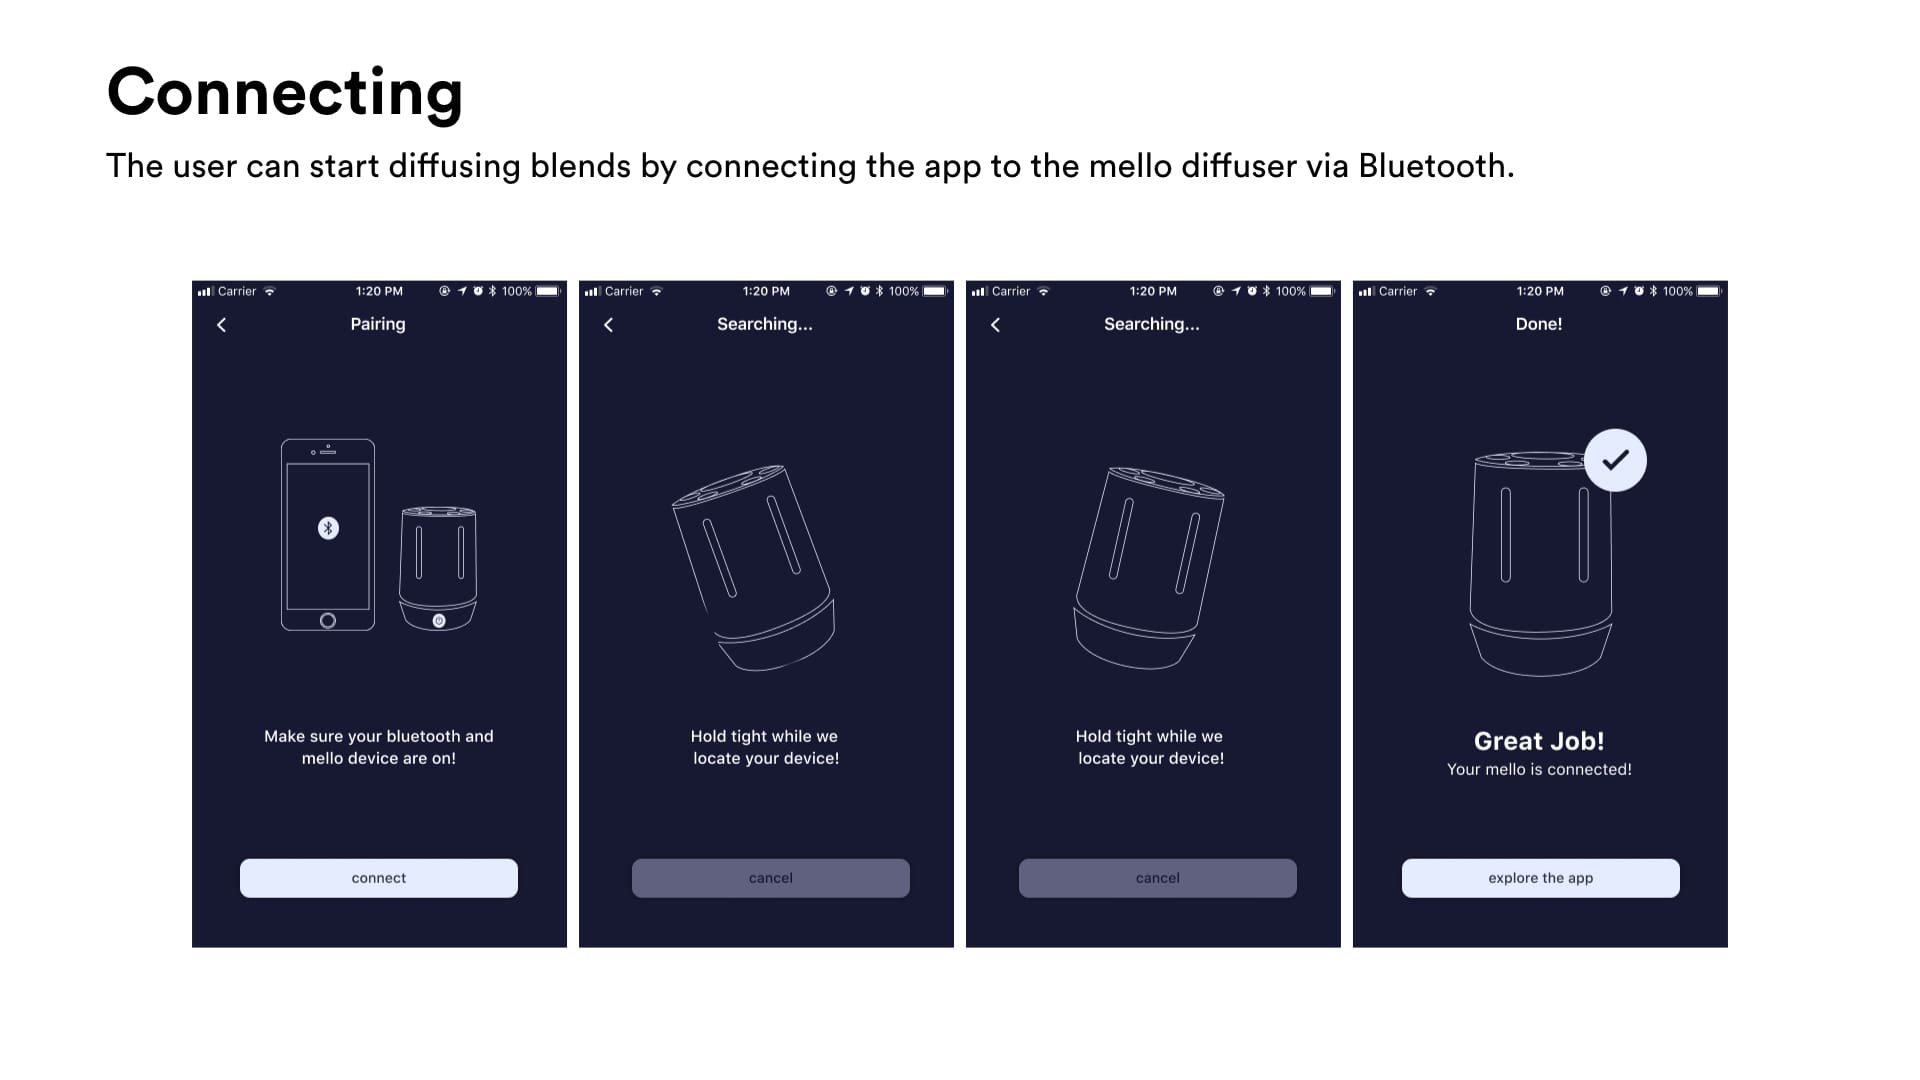 Connecting
The user can start diffusing blends by connecting the app to the mello diffuser via Bluetooth.
Carrier 1:20 PM 100%
Pairing
Make sure your bluetooth and
mello device are on!
connect
Carrier 1:20 PM 100%
Searching...
Hold tight while we
locate your device!
cancel
Carrier 1:20 PM 100%
Searching...
Hold tight while we
locate your device!
cancel
Carrier 1:20 PM 100%
Done!
Great Job!
Your mello is connected!
explore the app